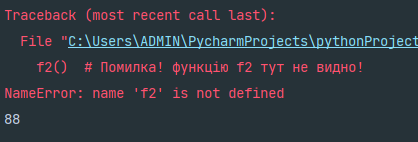 Traceback (most recent call last):
File "C:\Users\ADMIN\PycharmProjects\pythonProject
f2() # Помилка! функцію f2 тут не видно!
NameError: name 'f2' is not defined
88